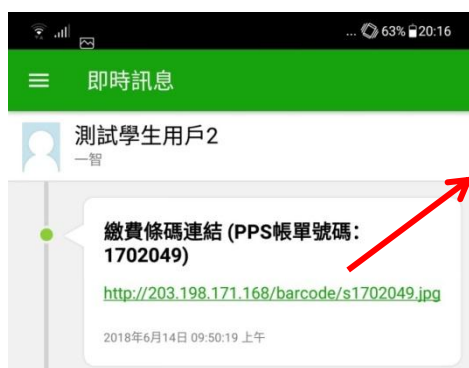 ... 63% 20:16
即時訊息
測試學生用戶2
一智
繳費條碼連結 (PPS帳單號碼：
1702049)
http://203.198.171.168/barcode/s1702049.jpg
2018年6月14日 09:50:19 上午